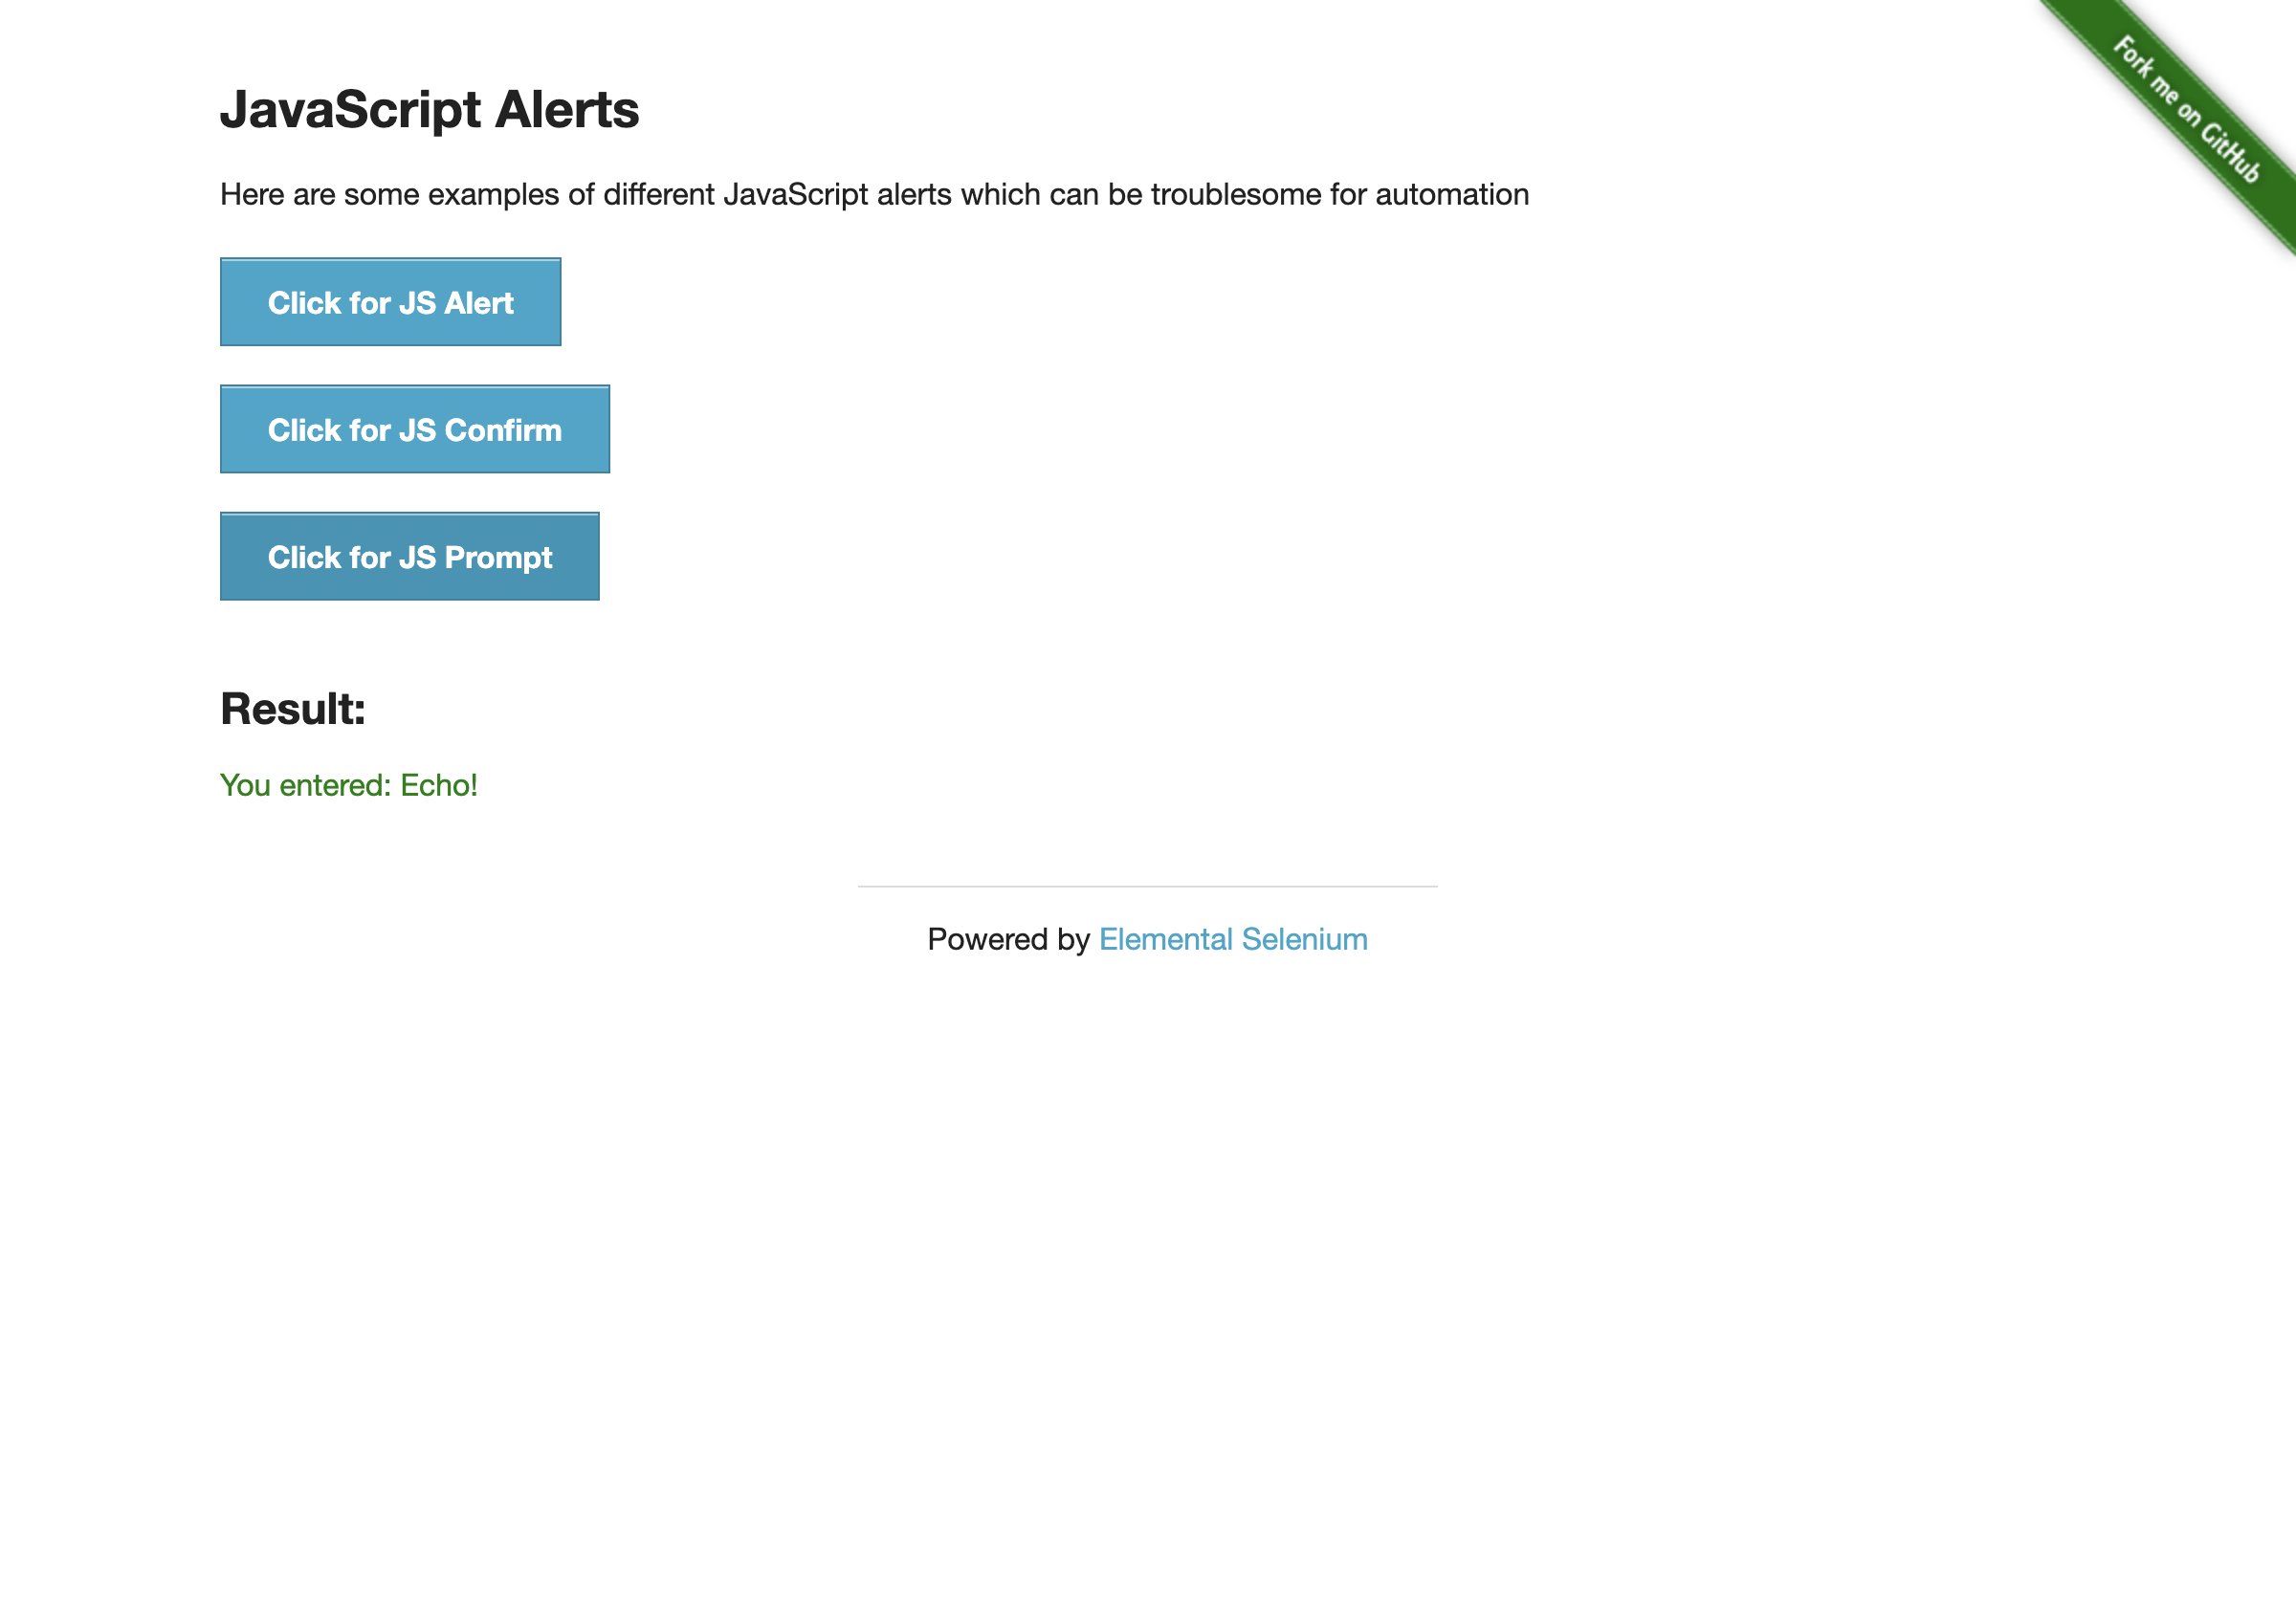 Fork me on GitHub
JavaScript Alerts
Here are some examples of different JavaScript alerts which can be troublesome for automation
Click for JS Alert
Click for JS Confirm
Click for JS Prompt
Result:
You entered: Echo!
Powered by Elemental Selenium